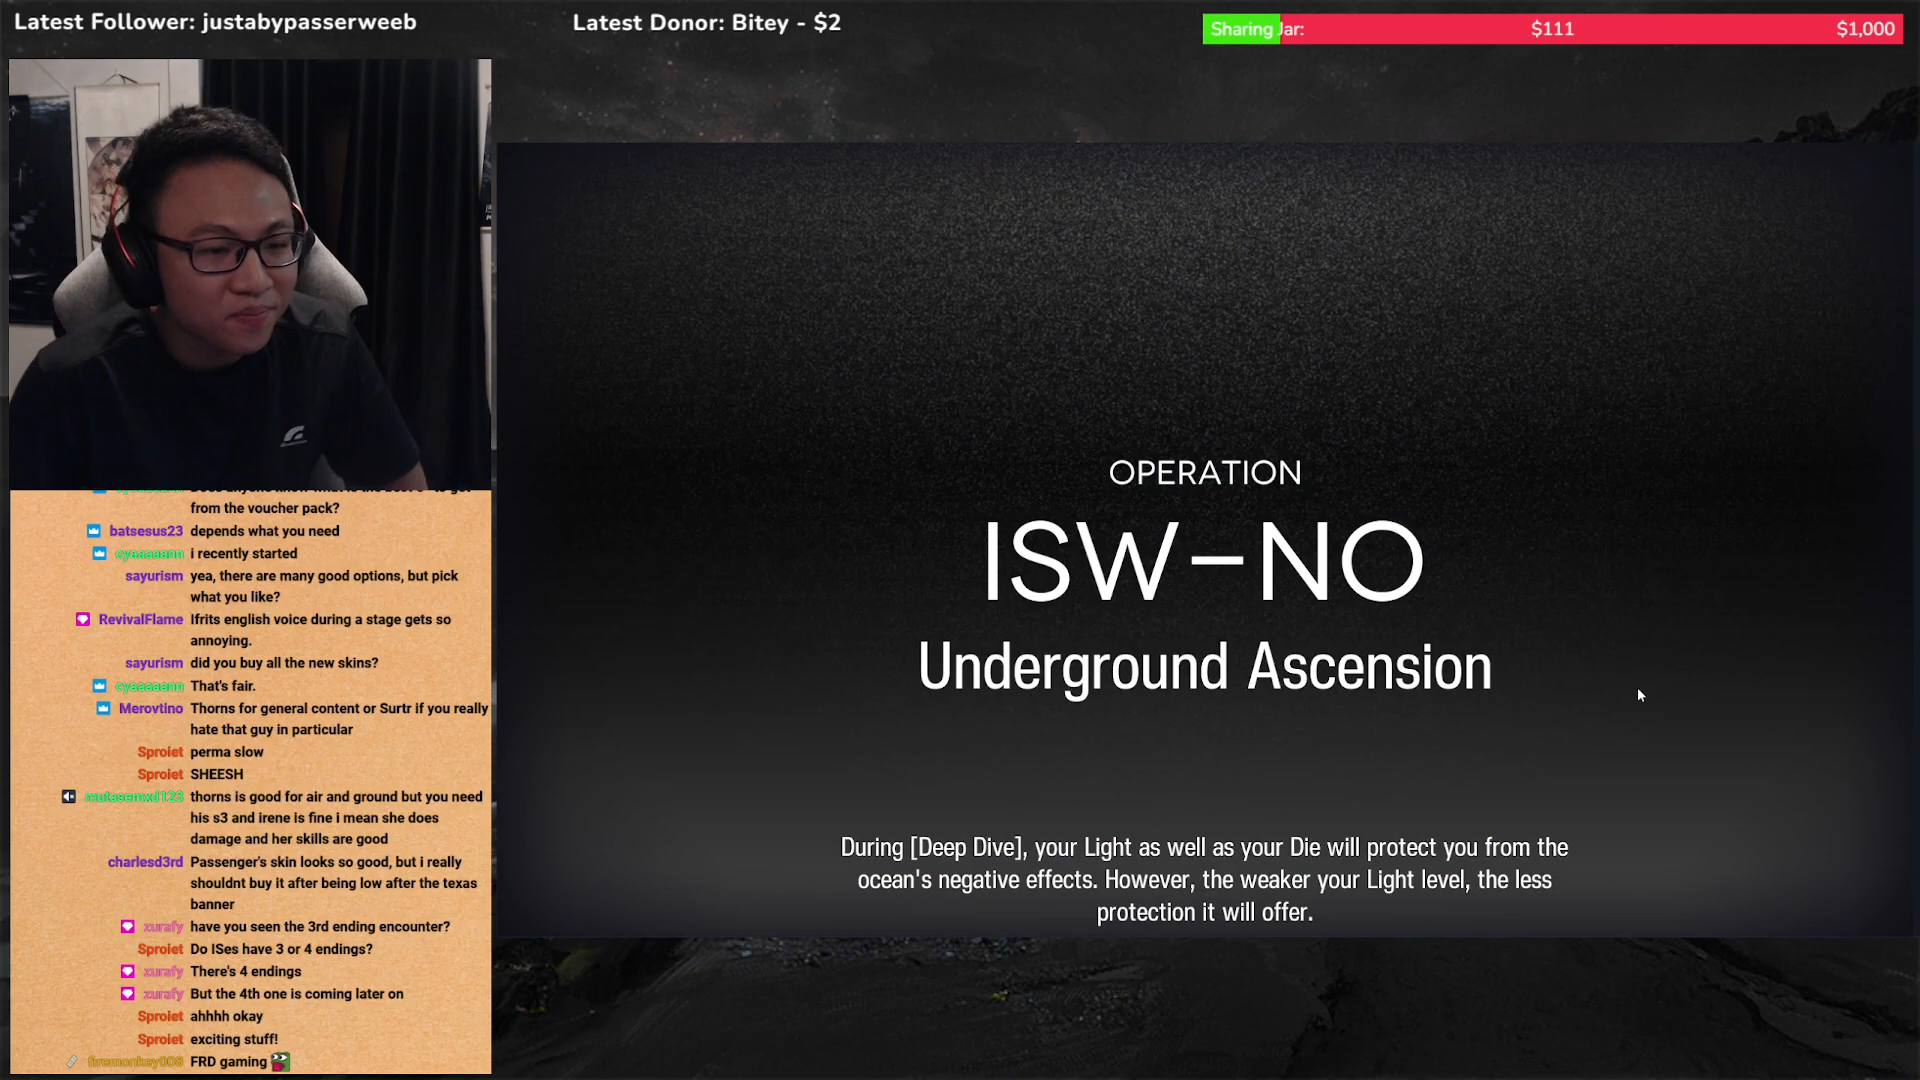 Latest Follower: justabypasserweeb
Latest Donor: Bitey - $2
Sharing Jar: $111 $1,000
from the voucher pack?
batsesus23 depends what you need
cyaaaaann i recently started
sayurism yea, there are many good options, but pick
what you like?
RevivalFlame Ifrits english voice during a stage gets so
annoying.
sayurism did you buy all the new skins?
cyaaaaann That's fair.
Merovtino Thorns for general content or Surtr if you really
hate that guy in particular
Sproiet perma slow
Sproiet SHEESH
mutasemxd123 thorns is good for air and ground but you need
his s3 and irene is fine i mean she does
damage and her skills are good
charlesd3rd Passenger's skin looks so good, but i really
shouldnt buy it after being low after the texas
banner
zurafy have you seen the 3rd ending encounter?
Sproiet Do ISes have 3 or 4 endings?
zurafy There's 4 endings
zurafy But the 4th one is coming later on
Sproiet ahhhh okay
Sproiet exciting stuff!
firemonkey008 FRD gaming
OPERATION
ISW-NO
Underground Ascension
During [Deep Dive], your Light as well as your Die will protect you from the
ocean's negative effects. However, the weaker your Light level, the less
protection it will offer.